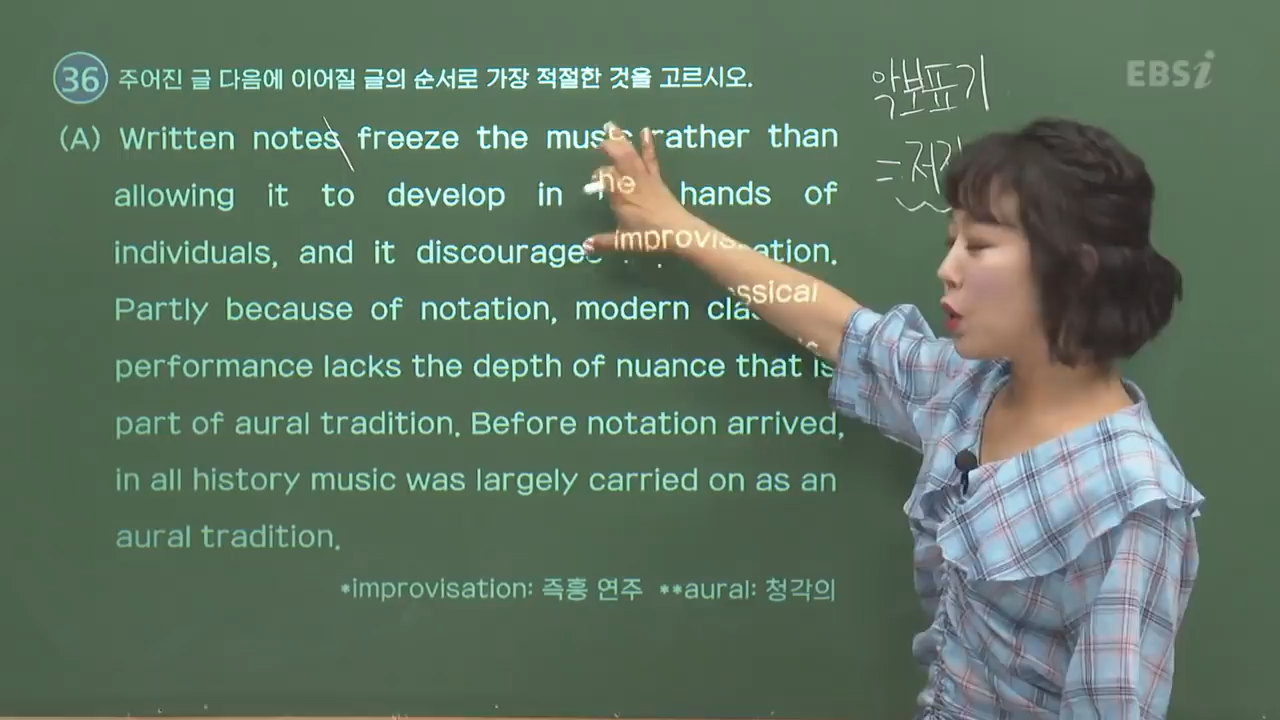 36 주어진 글 다음에 이어질 글의 순서로 가장 적절한 것을 고르시오.
악보표기
EBSi
= 저
(A) Written notes freeze the music rather than
allowing it to develop in the hands of
individuals, and it discourages improvisation.
Partly because of notation, modern classical
performance lacks the depth of nuance that is
part of aural tradition. Before notation arrived,
in all history music was largely carried on as an
aural tradition.
*improvisation: 즉흥 연주 **aural: 청각의